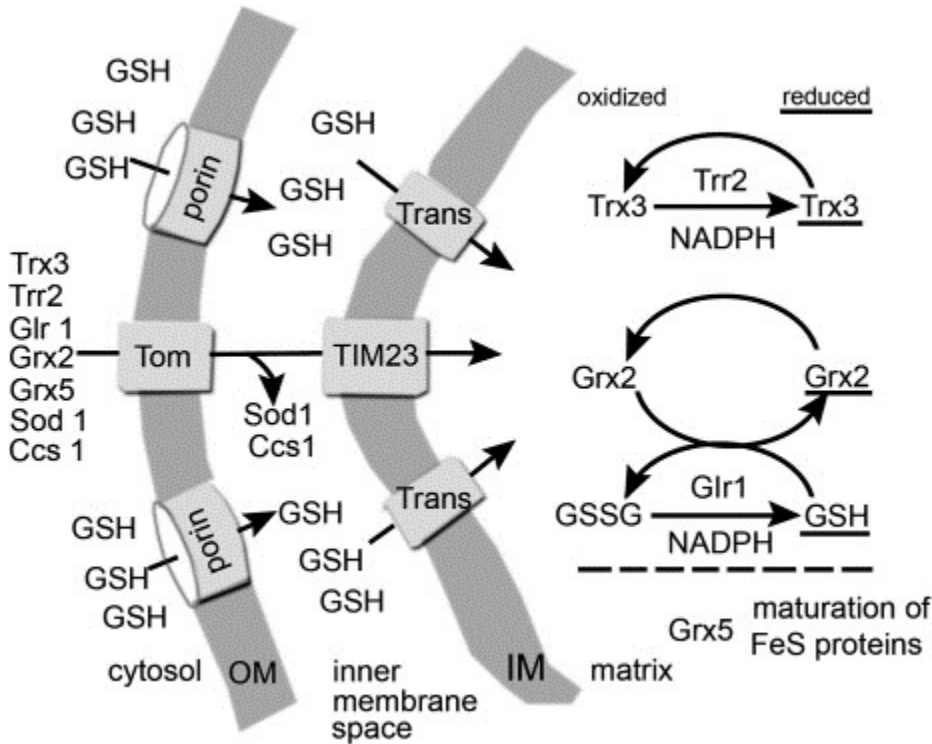 GSH
GSH
GSH
porin
GSH
GSH
GSH
Trans
oxidized
reduced
Trr2
Trx3
Trx3
NADPH
Trx3
Trr2
Glr 1
Grx2
Grx5
Sod 1
Ccs 1
Tom
TIM23
Sod1
Ccs1
Grx2
Grx2
GSH
GSH
GSH
porin
GSH
Trans
GSH
GSH
Glr1
GSSG
GSH
NADPH
Grx5
maturation of
FeS proteins
cytosol
OM
inner
membrane
space
IM
matrix